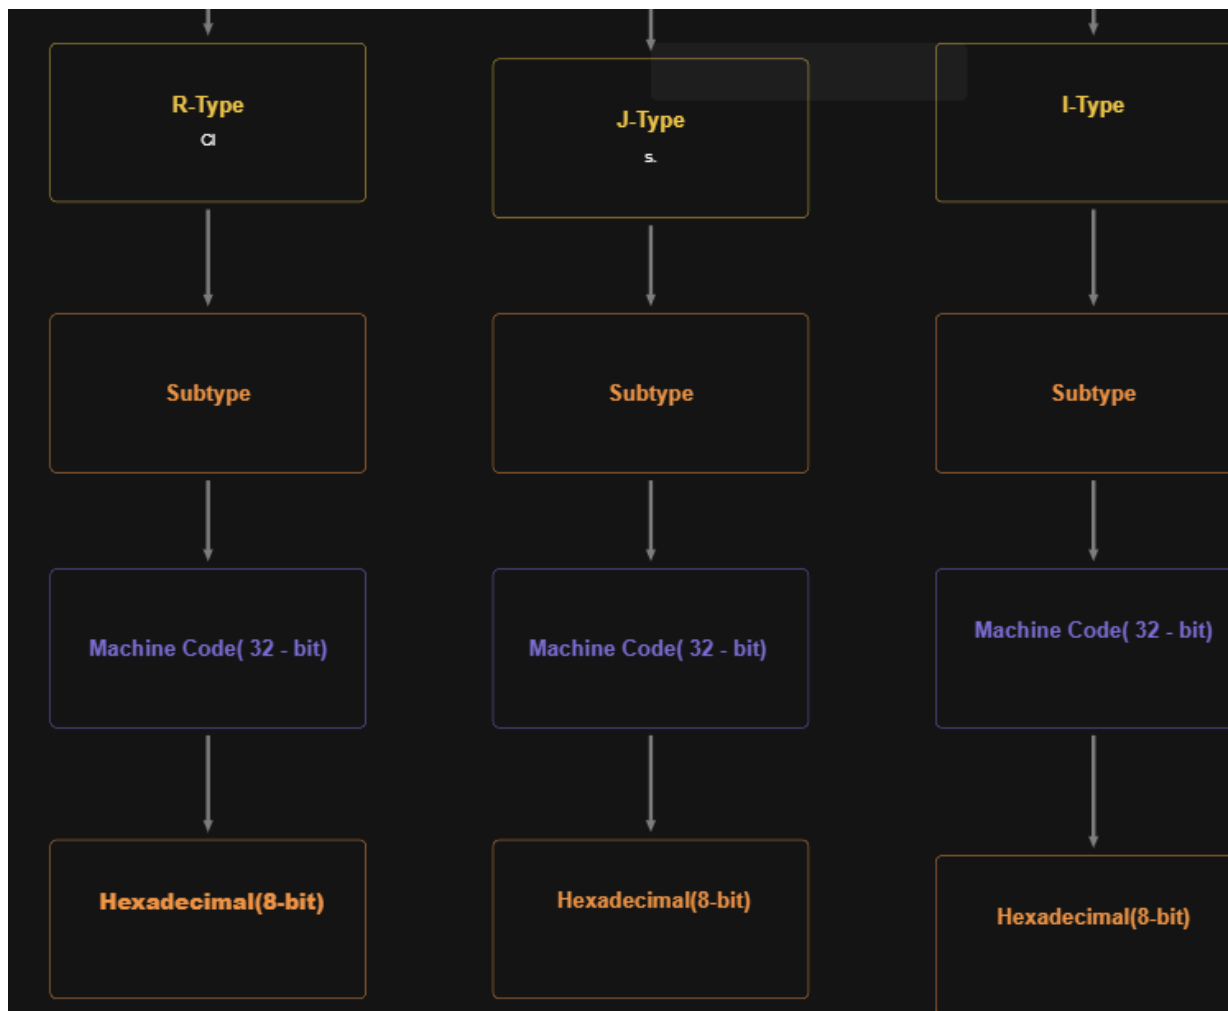 R-Type
J-Type
s.
I-Type
Subtype
Subtype
Subtype
Machine Code( 32 - bit)
Machine Code( 32 - bit)
Machine Code( 32 - bit)
Hexadecimal(8-bit)
Hexadecimal(8-bit)
Hexadecimal(8-bit)